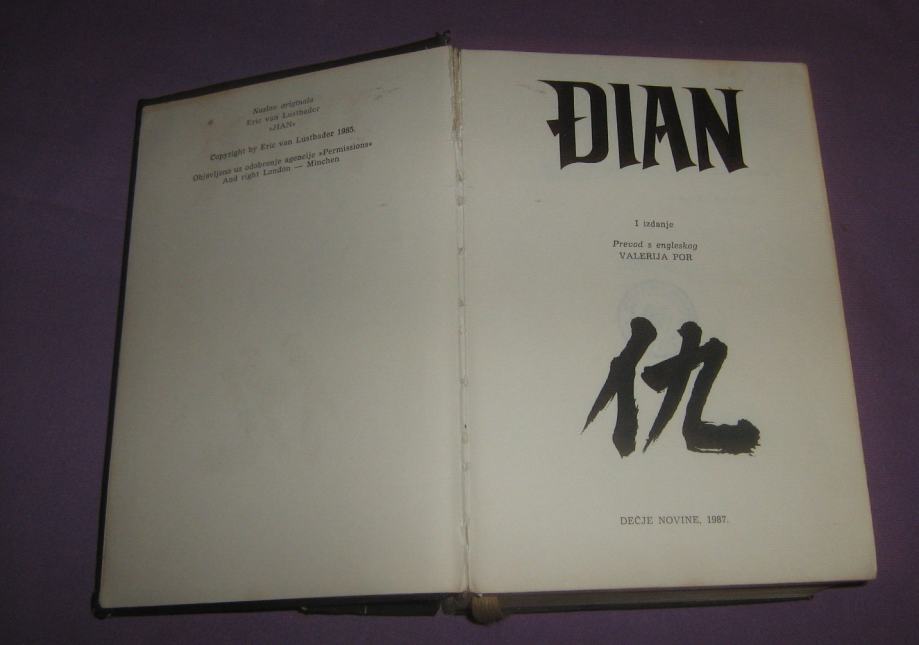 Naslov originala
Eric van Lustbader
»JIAN«
Copyright by Eric van Lustbader 1985.
Objavljeno uz odobrenje agencije »Permissions«
And right London — Minchen
ĐIAN
I izdanje
Prevod s engleskog
VALERIJA POR
仇
DEČJE NOVINE, 1987.